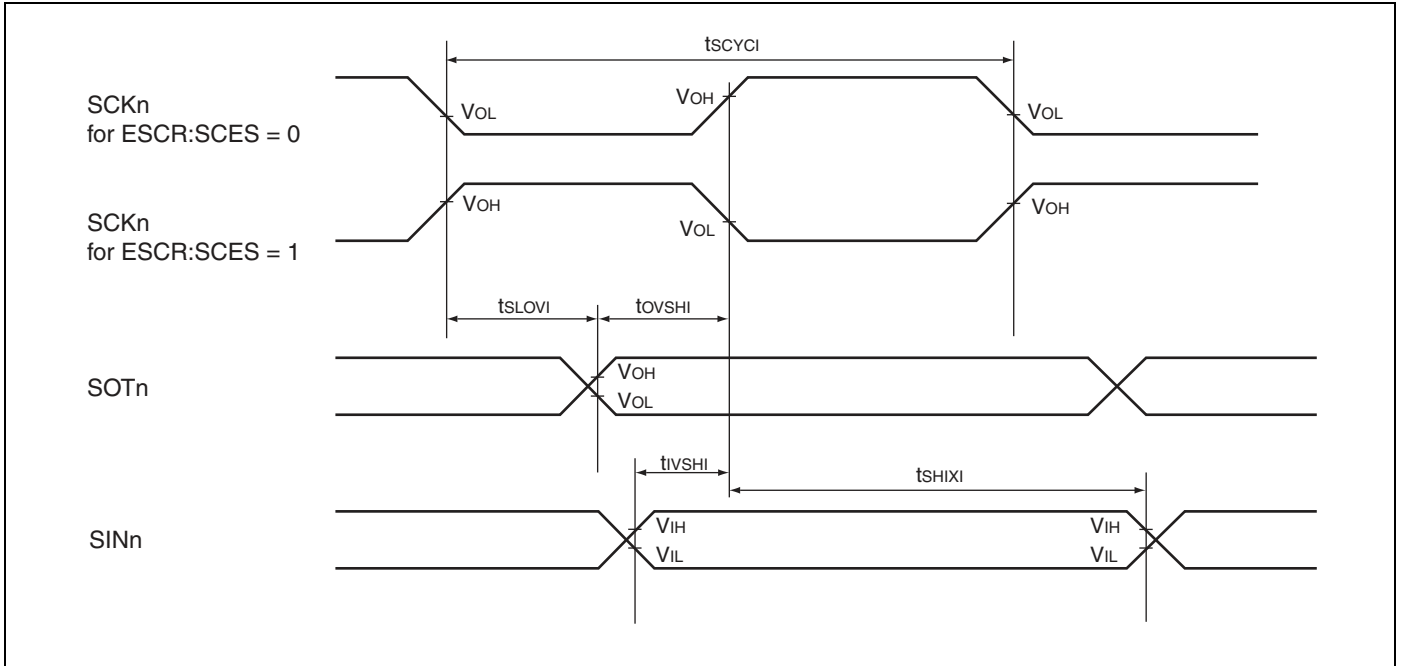 tSCYCI
SCKn
for ESCR:SCES = 0
VOL
VOH
VOL
SCKn
for ESCR:SCES = 1
VOH
VOL
VOH
tSLOVI
tOVSHI
SOTn
VOH
VOL
tIVSHI
tSHIXI
SINn
VIH
VIL
VIH
VIL